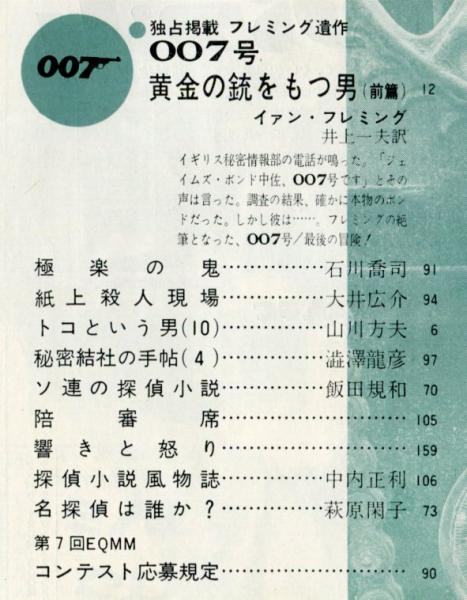 007
独占掲載 フレミング遺作
007号
黄金の銃をもつ男(前篇) 12
イァン・フレミング
井上一夫訳
イギリス秘密情報部の電話が鳴った。「ジェ
イムズ・ボンド中佐、007号です」とその
声は言った。調査の結果、確かに本物のボン
ドだった。しかし彼は……。フレミングの絶
筆となった、007号/最後の冒険!
極楽の鬼……………石川喬司 91
紙上殺人現場……………大井広介 94
トコという男(10)……………山川方夫 6
秘密結社の手帖(4)……………澁澤龍彦 97
ソ連の探偵小説……………飯田規和 70
陪審席…………………………105
響きと怒り…………………………159
探偵小説風物誌……………中内正利 106
名探偵は誰か?……………萩原閑子 73
第7回EQMM
コンテスト応募規定…………………………90